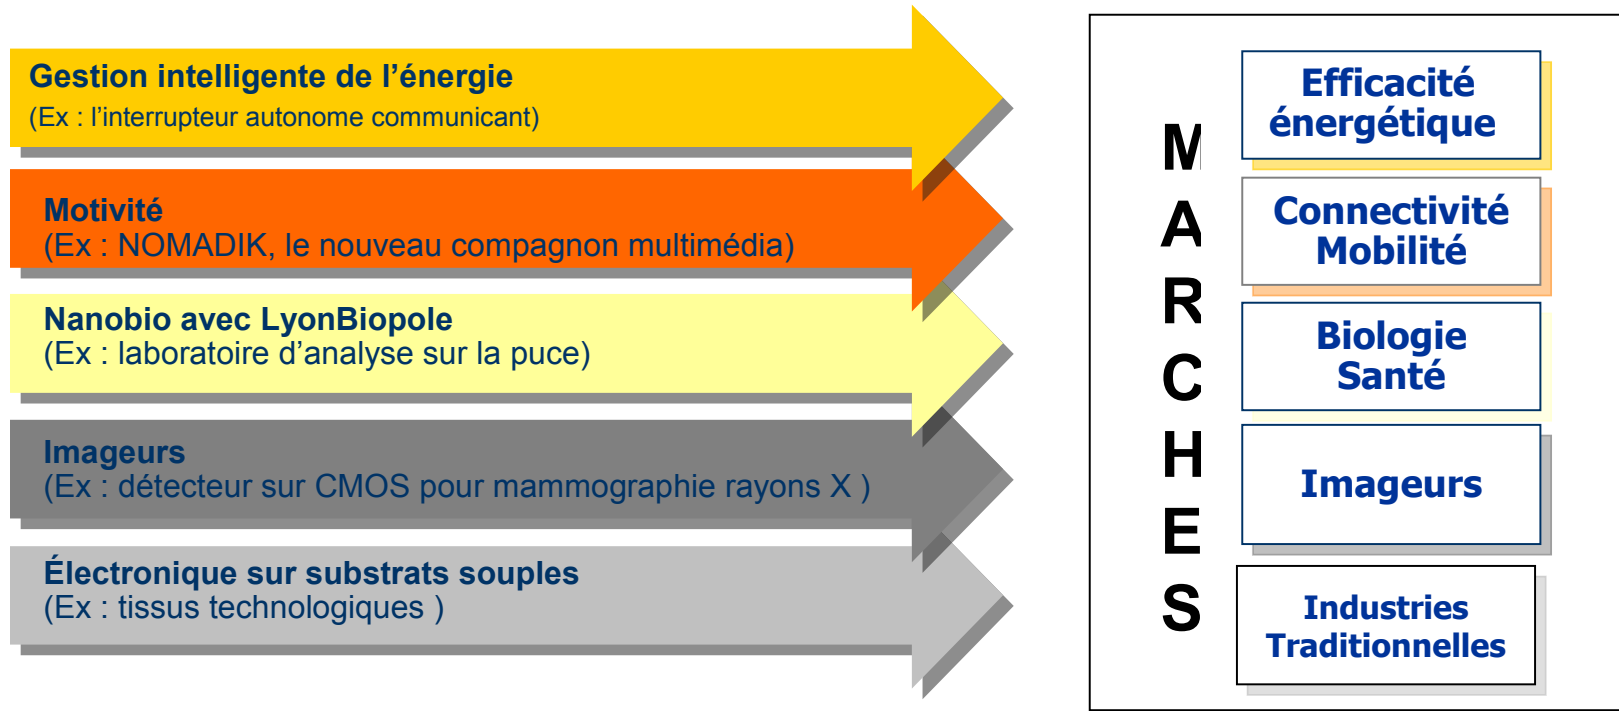 Gestion intelligente de l’énergie
(Ex : l’interrupteur autonome communicant)
Motivité
(Ex : NOMADIK, le nouveau compagnon multimédia)
Nanobio avec LyonBiopole
(Ex : laboratoire d’analyse sur la puce)
Imageurs
(Ex : détecteur sur CMOS pour mammographie rayons X )
Électronique sur substrats souples
(Ex : tissus technologiques )
MARCHES
Efficacité
énergétique
Connectivité
Mobilité
Biologie
Santé
Imageurs
Industries
Traditionnelles